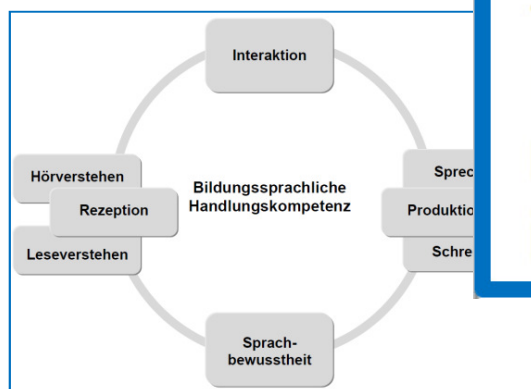 Interaktion
Hörverstehen
Rezeption
Leseverstehen
Bildungssprachliche
Handlungskompetenz
Sprach-
bewusstheit